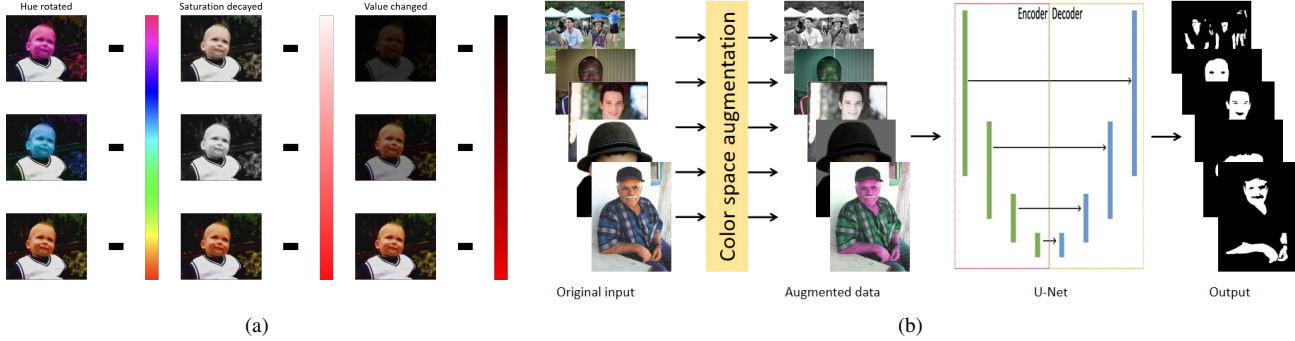 Hue rotated
Saturation decayed
Value changed
(a)
Color space augmentation
Encoder Decoder
Original input
Augmented data
U-Net
Output
(b)